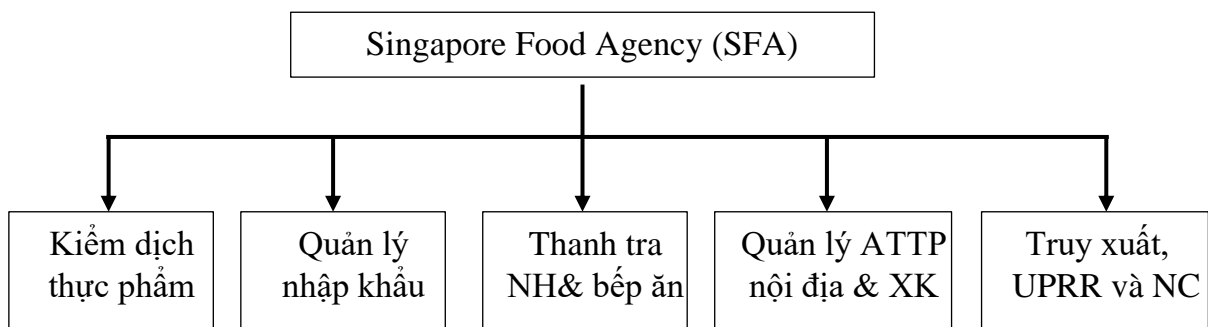 Singapore Food Agency (SFA)
Kiểm dịch
thực phẩm
Quản lý
nhập khẩu
Thanh tra
NH& bếp ăn
Quản lý ATTP
nội địa & XK
Truy xuất,
UPRR và NC